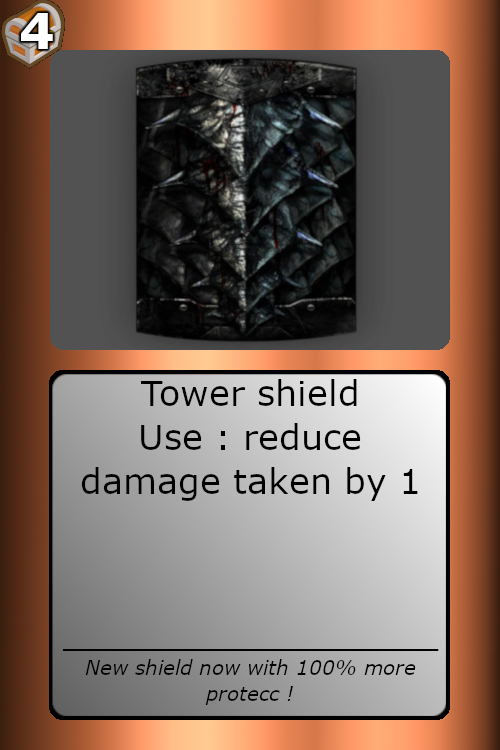 4
Tower shield
Use : reduce
damage taken by 1
New shield now with 100% more
protecc !